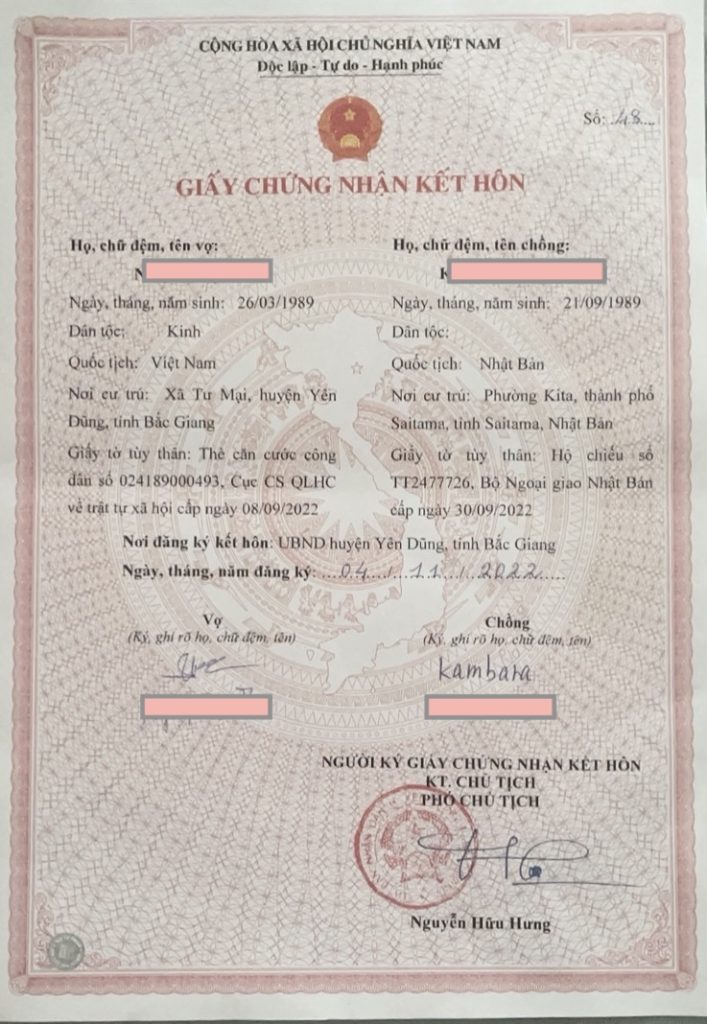 CỘNG HÒA XÃ HỘI CHỦ NGHĨA VIỆT NAM
Độc lập - Tự do - Hạnh phúc
Số: 48
GIẤY CHỨNG NHẬN KẾT HÔN
Họ, chữ đệm, tên vợ:
N
Ngày, tháng, năm sinh: 26/03/1989
Dân tộc: Kinh
Quốc tịch: Việt Nam
Nơi cư trú: Xã Tư Mại, huyện Yên
Dũng, tỉnh Bắc Giang
Giấy tờ tùy thân: Thẻ căn cước công
dân số 024189000493, Cục CS QLHC
về trật tự xã hội cấp ngày 08/09/2022
Họ, chữ đệm, tên chồng:
K
Ngày, tháng, năm sinh: 21/09/1989
Dân tộc:
Quốc tịch: Nhật Bản
Nơi cư trú: Phường Kita, thành phố
Saitama, tỉnh Saitama, Nhật Bản
Giấy tờ tùy thân: Hộ chiếu số
TT2477726, Bộ Ngoại giao Nhật Bản
cấp ngày 30/09/2022
Nơi đăng ký kết hôn: UBND huyện Yên Dũng, tỉnh Bắc Giang
Ngày, tháng, năm đăng ký: 04 / 11 / 2022
Vợ
(Ký, ghi rõ họ, chữ đệm, tên)
Chồng
(Ký, ghi rõ họ, chữ đệm, tên)
kambara
NGƯỜI KÝ GIẤY CHỨNG NHẬN KẾT HÔN
KT. CHỦ TỊCH
PHÓ CHỦ TỊCH
Nguyễn Hữu Hưng